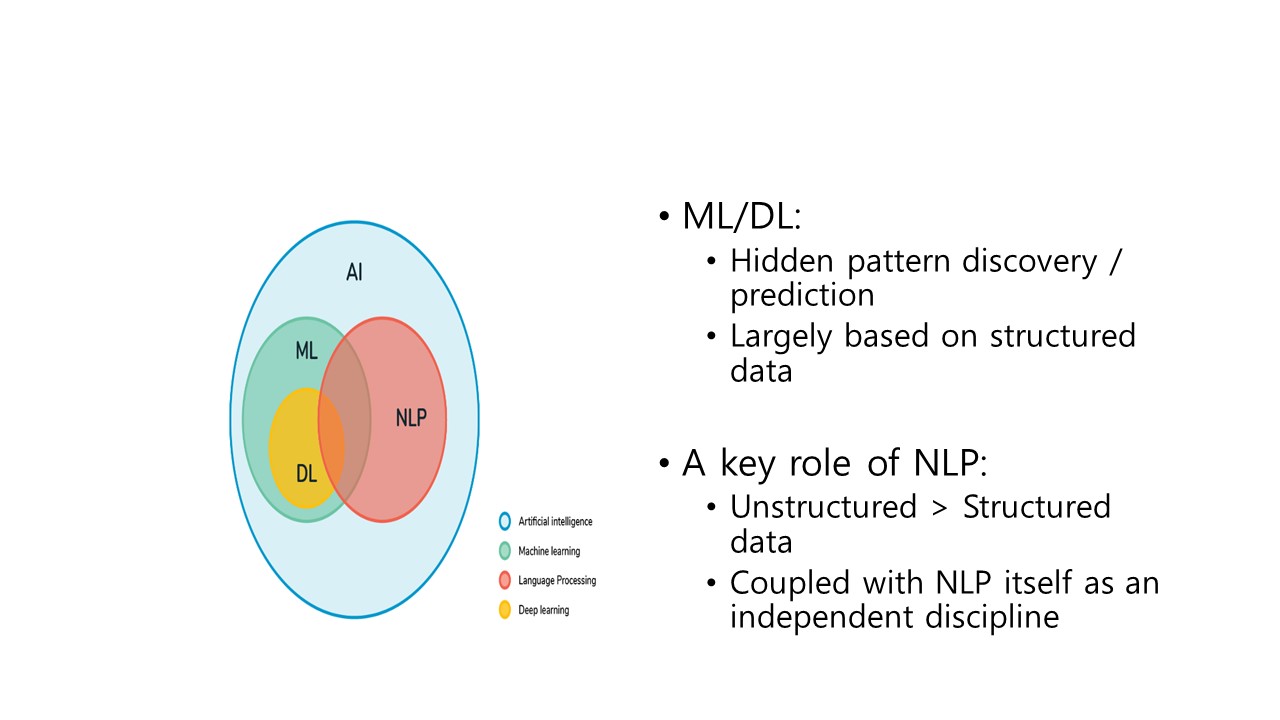 AI
ML
NLP
DL
Artificial intelligence
Machine learning
Language Processing
Deep learning
• ML/DL:
• Hidden pattern discovery /
prediction
• Largely based on structured
data
• A key role of NLP:
• Unstructured > Structured
data
• Coupled with NLP itself as an
independent discipline